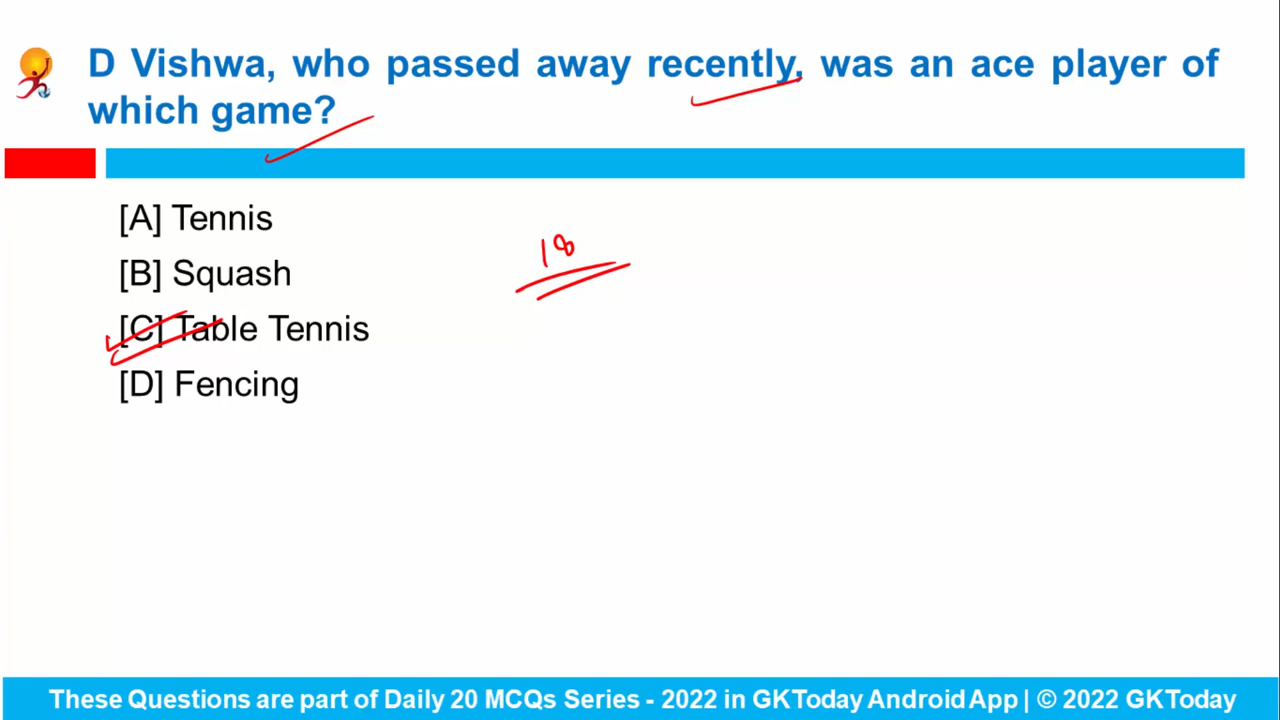 D Vishwa, who passed away recently, was an ace player of
which game?
[A] Tennis
18
[B] Squash
[C] Table Tennis
[D] Fencing
These Questions are part of Daily 20 MCQs Series - 2022 in GKToday Android App | © 2022 GKToday